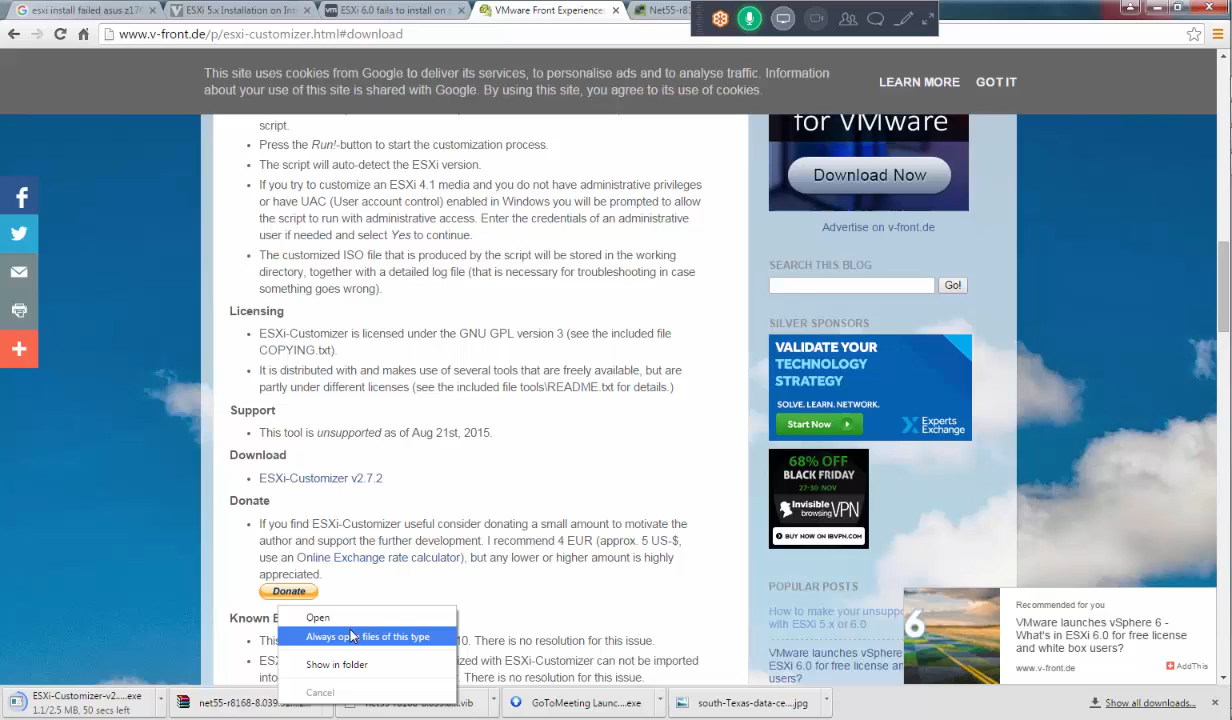 esxi install failed asus z170
ESXi 5.x Installation on Int
ESXi 6.0 fails to install on
VMware Front Experience
Net55-r8
www.v-front.de/p/esxi-customizer.html#download
This site uses cookies from Google to deliver its services, to personalise ads and to analyse traffic. Information
about your use of this site is shared with Google. By using this site, you agree to its use of cookies.
LEARN MORE
GOT IT
script.
• Press the Run!-button to start the customization process.
• The script will auto-detect the ESXi version.
• If you try to customize an ESXi 4.1 media and you do not have administrative privileges
or have UAC (User account control) enabled in Windows you will be prompted to allow
the script to run with administrative access. Enter the credentials of an administrative
user if needed and select Yes to continue.
• The customized ISO file that is produced by the script will be stored in the working
directory, together with a detailed log file (that is necessary for troubleshooting in case
something goes wrong).
Licensing
• ESXi-Customizer is licensed under the GNU GPL version 3 (see the included file
COPYING.txt).
• It is distributed with and makes use of several tools that are freely available, but are
partly under different licenses (see the included file tools\README.txt for details.)
Support
• This tool is unsupported as of Aug 21st, 2015.
Download
• ESXi-Customizer v2.7.2
Donate
• If you find ESXi-Customizer useful consider donating a small amount to motivate the
author and support the further development. I recommend 4 EUR (approx. 5 US-$,
use an Online Exchange rate calculator), but any lower or higher amount is highly
appreciated.
Donate
Known
10. There is no resolution for this issue.
with ESXi-Customizer can not be imported
There is no resolution for this issue.
Open
Always open files of this type
Show in folder
Cancel
for VMware
Download Now
Advertise on v-front.de
SEARCH THIS BLOG
Go!
SILVER SPONSORS
VALIDATE YOUR
TECHNOLOGY
STRATEGY
SOLVE. LEARN. NETWORK.
Start Now
Experts
Exchange
68% OFF
BLACK FRIDAY
27-30 NOV
Invisible
browsing VPN
BUY NOW ON IBVPN.COM
POPULAR POSTS
How to make your unsuppo
with ESXi 5.x or 6.0
VMware launches vSphere
ESXi 6.0 for free license a
users?
6
Recommended for you
VMware launches vSphere 6 -
What's in ESXi 6.0 for free license
and white box users?
www.v-front.de
AddThis
ESXi-Customizer-v2....exe
1.1/2.5 MB, 50 secs left
net55-r8168-8.039.
.vib
GoToMeeting Launc....exe
south-Texas-data-ce....jpg
Show all downloads...